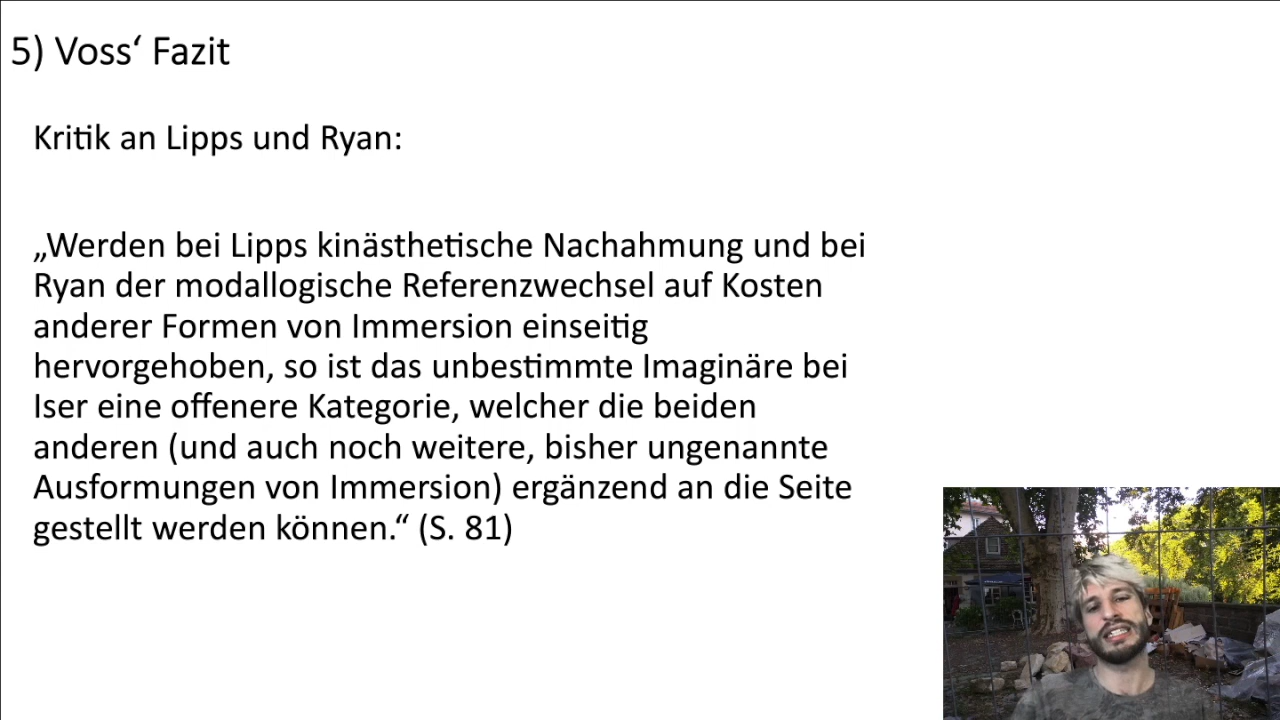 5) Voss‘ Fazit
Kritik an Lipps und Ryan:
„Werden bei Lipps kinästhetische Nachahmung und bei
Ryan der modallogische Referenzwechsel auf Kosten
anderer Formen von Immersion einseitig
hervorgehoben, so ist das unbestimmte Imaginäre bei
Iser eine offenere Kategorie, welcher die beiden
anderen (und auch noch weitere, bisher ungenannte
Ausformungen von Immersion) ergänzend an die Seite
gestellt werden können.“ (S. 81)